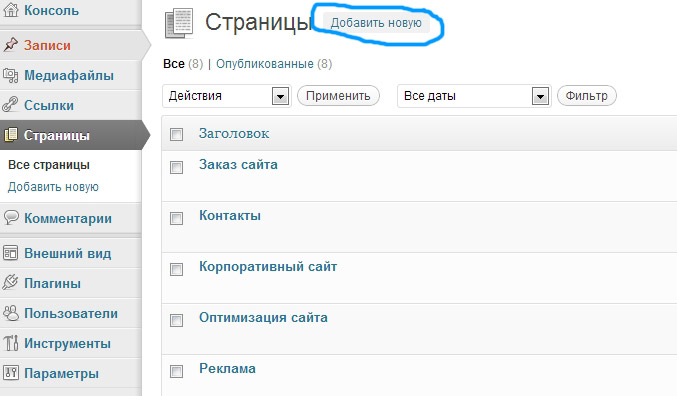 Консоль
Записи
Медиафайлы
Ссылки
Страницы
Все страницы
Добавить новую
Комментарии
Внешний вид
Плагины
Пользователи
Инструменты
Параметры
Страницы Добавить новую
Все (8) | Опубликованные (8)
Действия Применить Все даты Фильтр
Заголовок
Заказ сайта
Контакты
Корпоративный сайт
Оптимизация сайта
Реклама